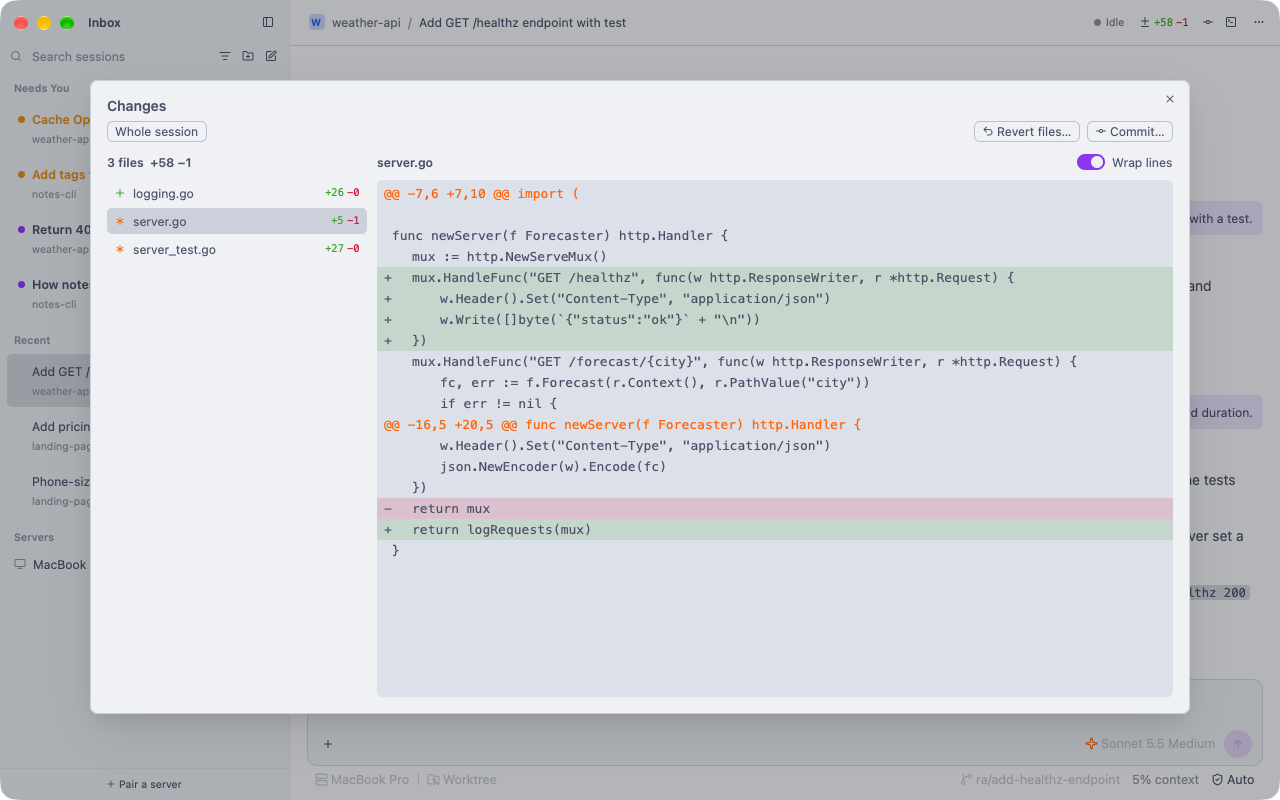 Inbox
W weather-api / Add GET /healthz endpoint with test
Idle
+58 −1
Search sessions
Needs You
Cache Op
weather-ap
Add tags
notes-cli
Return 40
weather-ap
How note
notes-cli
Recent
Add GET /
weather-ap
Add pricin
landing-pag
Phone-siz
landing-pag
Servers
MacBook
+ Pair a server
Changes
Whole session
Revert files...
Commit...
3 files +58 −1
server.go
Wrap lines
+ logging.go +26 −0
* server.go +5 −1
* server_test.go +27 −0
@@ −7,6 +7,10 @@ import (
func newServer(f Forecaster) http.Handler {
mux := http.NewServeMux()
+ mux.HandleFunc("GET /healthz", func(w http.ResponseWriter, r *http.Request) {
+ w.Header().Set("Content-Type", "application/json")
+ w.Write([]byte(`{"status":"ok"}` + "\n"))
+ })
mux.HandleFunc("GET /forecast/{city}", func(w http.ResponseWriter, r *http.Request) {
fc, err := f.Forecast(r.Context(), r.PathValue("city"))
if err != nil {
@@ −16,5 +20,5 @@ func newServer(f Forecaster) http.Handler {
w.Header().Set("Content-Type", "application/json")
json.NewEncoder(w).Encode(fc)
})
− return mux
+ return logRequests(mux)
}
with a test.
and
d duration.
ne tests
ver set a
lthz 200
+
Sonnet 5.5 Medium
MacBook Pro
Worktree
ra/add-healthz-endpoint
5% context
Auto